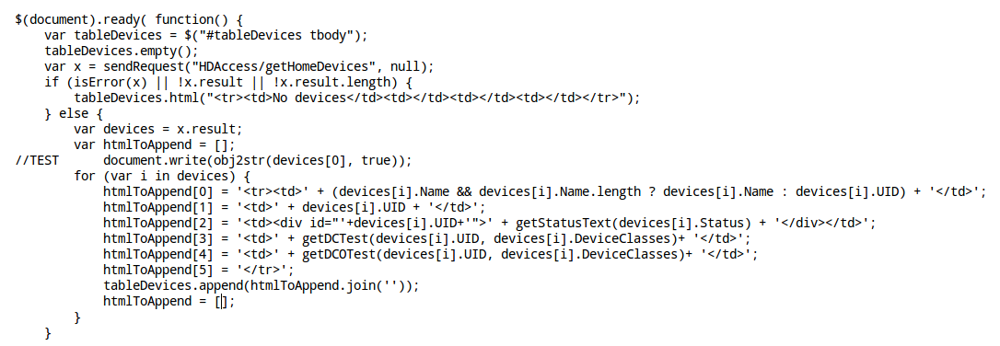 $(document).ready( function() {
    var tableDevices = $("#tableDevices tbody");
    tableDevices.empty();
    var x = sendRequest("HDAccess/getHomeDevices", null);
    if (isError(x) || !x.result || !x.result.length) {
        tableDevices.html("<tr><td>No devices</td><td></td><td></td><td></td></tr>");
    } else {
        var devices = x.result;
        var htmlToAppend = [];
//TEST      document.write(obj2str(devices[0], true));
        for (var i in devices) {
            htmlToAppend[0] = '<tr><td>' + (devices[i].Name && devices[i].Name.length ? devices[i].Name : devices[i].UID) + '</td>';
            htmlToAppend[1] = '<td>' + devices[i].UID + '</td>';
            htmlToAppend[2] = '<td><div id="'+devices[i].UID+'">' + getStatusText(devices[i].Status) + '</div></td>';
            htmlToAppend[3] = '<td>' + getDCTest(devices[i].UID, devices[i].DeviceClasses)+ '</td>';
            htmlToAppend[4] = '<td>' + getDCOTest(devices[i].UID, devices[i].DeviceClasses)+ '</td>';
            htmlToAppend[5] = '</tr>';
            tableDevices.append(htmlToAppend.join(''));
            htmlToAppend = [];
        }
    }